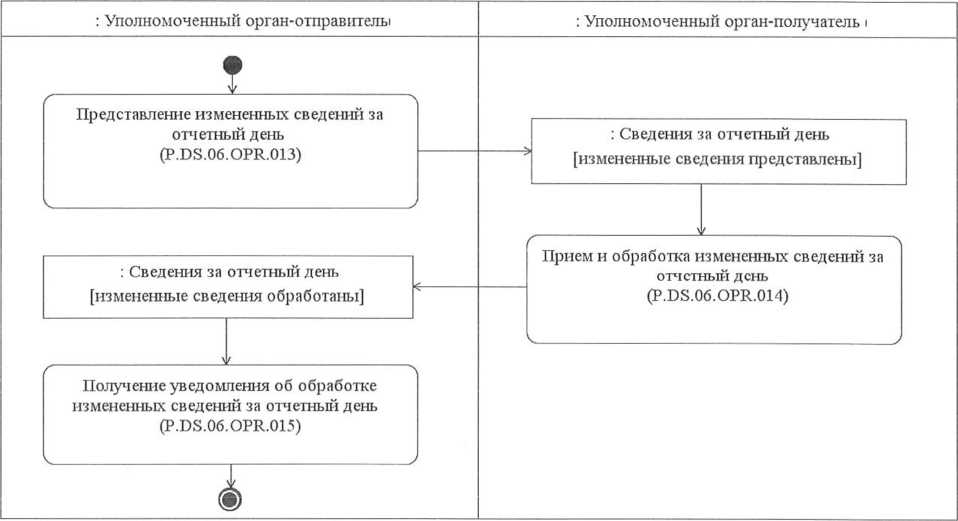 : Уполномоченный орган-отправитель
: Уполномоченный орган-получатель
Представление измененных сведений за
отчетный день
(P.DS.06.OPR.013)
: Сведения за отчетный день
[измененные сведения представлены]
Прием и обработка измененных сведений за
отчетный день
(P.DS.06.OPR.014)
: Сведения за отчетный день
[измененные сведения обработаны]
Получение уведомления об обработке
измененных сведений за отчетный день
(P.DS.06.OPR.015)